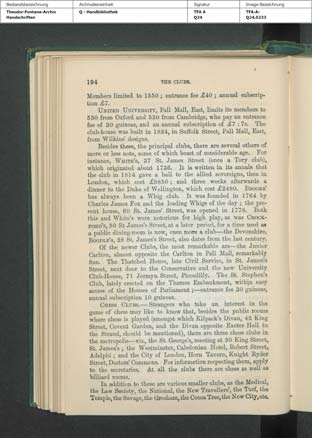 Bestandsbezeichnung Archivalieneinheit Signatur Image-Bezeichnung
Theodor-Fontane-Archiv Q - Handbibliothek TFA A TFA-A-
Handschriften Q24 Q24,0233
194 THE CLUBS.
Members limited to 1550; entrance fee £40; annual subscrip-
tion £7.
UNITED UNIVERSITY, Pall Mall, East, limits its members to
530 from Oxford and 530 from Cambridge, who pay an entrance
fee of 30 guineas, and an annual subscription of £7 : 7s. The
club-house was built in 1824, in Suffolk Street, Pall Mall, East,
from Wilkins' designs.
Besides these, the principal clubs, there are several others of
more or less note, some of which boast of considerable age. For
instance, WHITE'S, 37 St. James Street (once a Tory club),
which originated about 1736. It is written in its annals that
the club in 1814 gave a ball to the allied sovereigns, then in
London, which cost £9850; and three weeks afterwards a
dinner to the Duke of Wellington, which cost £2480. BROOKS'
has always been a Whig club. It was founded in 1764 by
Charles James Fox and the leading Whigs of the day; the pre-
sent house, 60 St. James' Street, was opened in 1778. Both
this and White's were notorious for high play, as was CROCK-
FORD'S, 50 St. James's Street, at a later period, for a time used as
a public dining-room is now, once more a club—the Devonshire.
BOODLE'S, 28 St. James's Street, also dates from the last century.
Of the newer Clubs, the most remarkable are—the Junior
Carlton, almost opposite the Carlton in Pall Mall, remarkably
fine. The Thatched House, late Civil Service, in St. James's
Street, next door to the Conservative and the new University
Club-House, 71 Jermyn Street, Piccadilly. The St. Stephen's
Club, lately erected on the Thames Embankment, within easy
access of the Houses of Parliament;—entrance fee 30 guineas,
annual subscription 10 guineas.
CHESS CLUBS.—Strangers who take an interest in the
game of chess may like to know that, besides the public rooms
where chess is played (amongst which Kilpack's Divan, 42 King
Street, Covent Garden, and the Divan opposite Exeter Hall in
the Strand, should be mentioned), there are three chess clubs in
the metropolis—viz. the St. George's, meeting at 20 King Street,
St. James's; the Westminster, Caledonian Hotel, Robert Street,
Adelphi; and the City of London, Horn Tavern, Knight Ryder
Street, Doctors' Commons. For information respecting them, apply
to the secretaries. At all the clubs there are chess as well as
billiard rooms.
In addition to these are various smaller clubs, as the Medical,
the Law Society, the National, the New Travellers', the Turf, the
Temple, the Savage, the Gresham, the Cocoa Tree, the New City, etc.